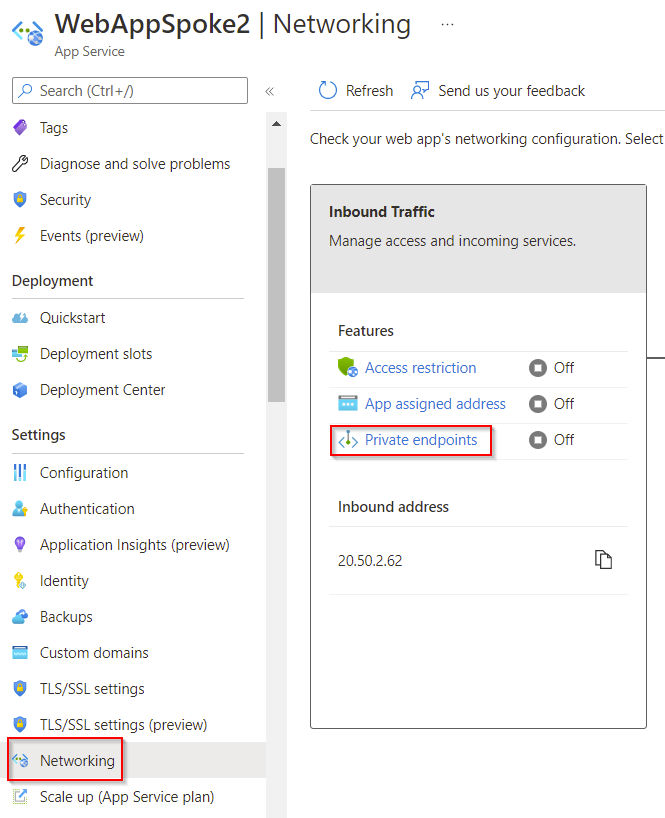 WebAppSpoke2 | Networking ...
App Service
Search (Ctrl+/)
«
Refresh
Send us your feedback
Tags
Diagnose and solve problems
Security
Events (preview)
Deployment
Quickstart
Deployment slots
Deployment Center
Settings
Configuration
Authentication
Application Insights (preview)
Identity
Backups
Custom domains
TLS/SSL settings
TLS/SSL settings (preview)
Networking
Scale up (App Service plan)
Check your web app's networking configuration. Select
Inbound Traffic
Manage access and incoming services.
Features
Access restriction Off
App assigned address Off
Private endpoints Off
Inbound address
20.50.2.62